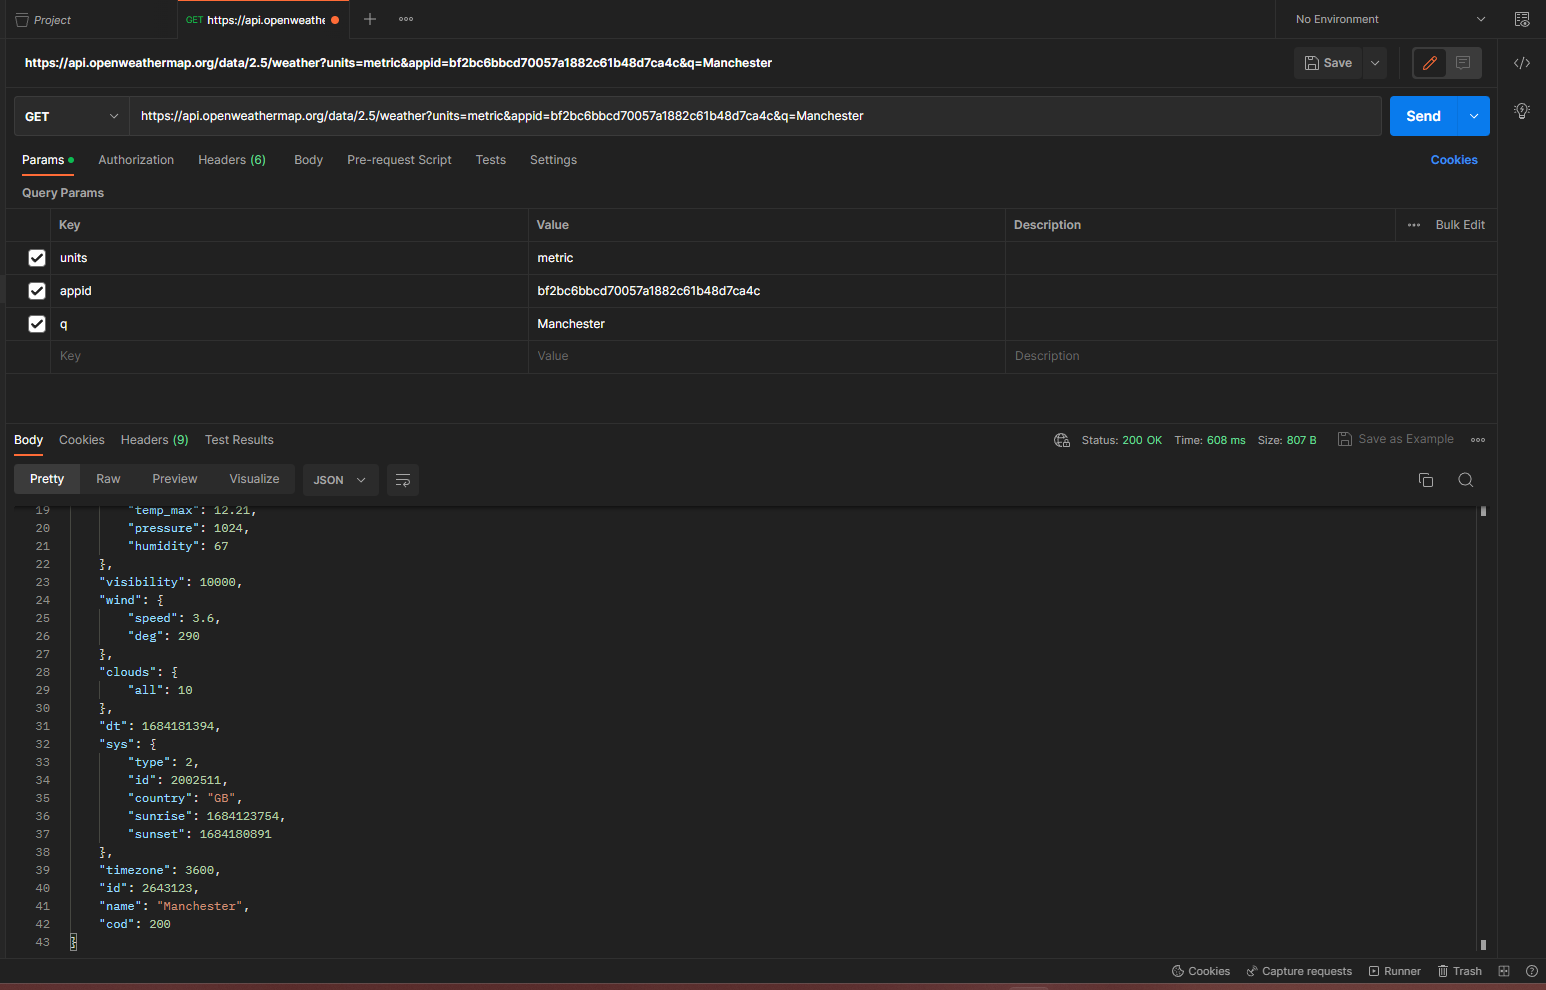 Project
GET https://api.openweathe
No Environment
https://api.openweathermap.org/data/2.5/weather?units=metric&appid=bf2bc6bbcd70057a1882c61b48d7ca4c&q=Manchester
Save
GET
https://api.openweathermap.org/data/2.5/weather?units=metric&appid=bf2bc6bbcd70057a1882c61b48d7ca4c&q=Manchester
Send
Params Authorization Headers (6) Body Pre-request Script Tests Settings Cookies
Query Params
Key Value Description Bulk Edit
units metric
appid bf2bc6bbcd70057a1882c61b48d7ca4c
q Manchester
Key Value Description
Body Cookies Headers (9) Test Results Status: 200 OK Time: 608 ms Size: 807 B Save as Example
Pretty Raw Preview Visualize JSON
19 "temp_max": 12.21,
20 "pressure": 1024,
21 "humidity": 67
22 },
23 "visibility": 10000,
24 "wind": {
25 "speed": 3.6,
26 "deg": 290
27 },
28 "clouds": {
29 "all": 10
30 },
31 "dt": 1684181394,
32 "sys": {
33 "type": 2,
34 "id": 2002511,
35 "country": "GB",
36 "sunrise": 1684123754,
37 "sunset": 1684180891
38 },
39 "timezone": 3600,
40 "id": 2643123,
41 "name": "Manchester",
42 "cod": 200
43 }
Cookies Capture requests Runner Trash